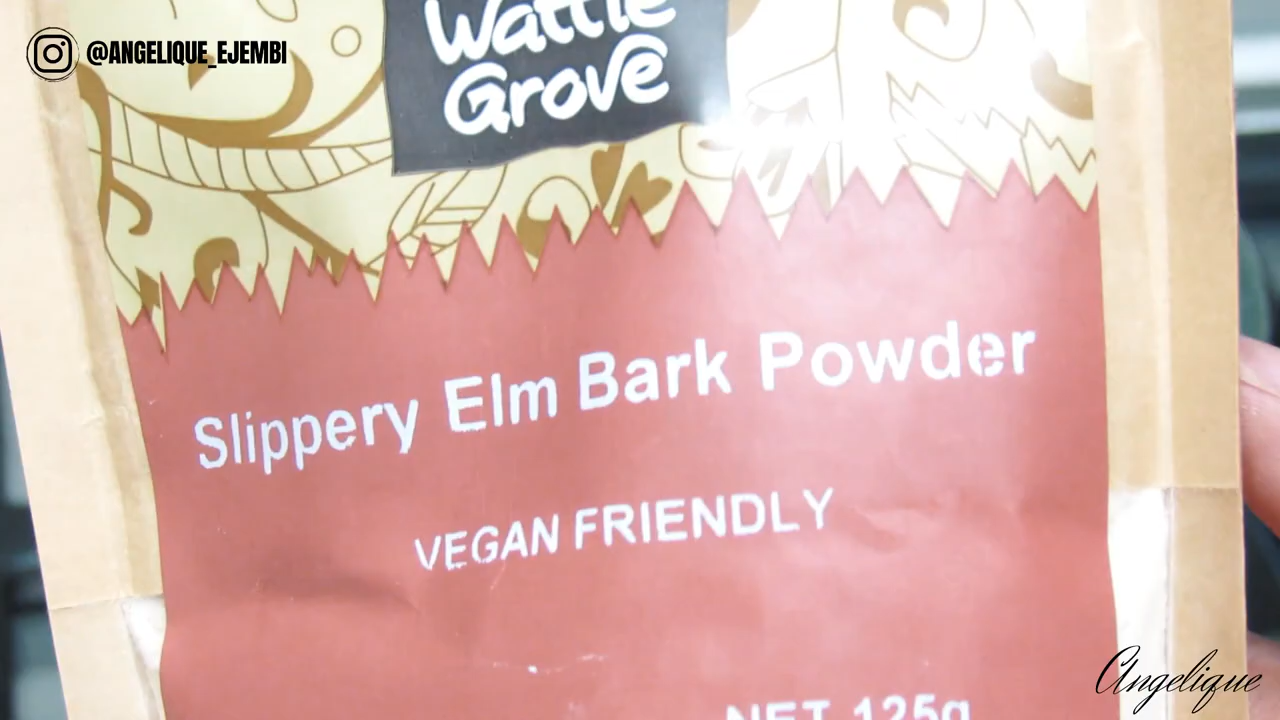 @ANGELIQUE_EJEMBI
Wattle
Grove
Slippery Elm Bark Powder
VEGAN FRIENDLY
NET 125g
Angelique